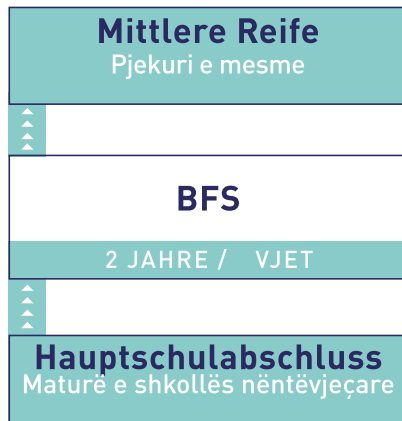 Mittlere Reife
Pjekuri e mesme
BFS
2 JAHRE / VJET
Hauptschulabschluss
Maturë e shkollës nëntëvjeçare